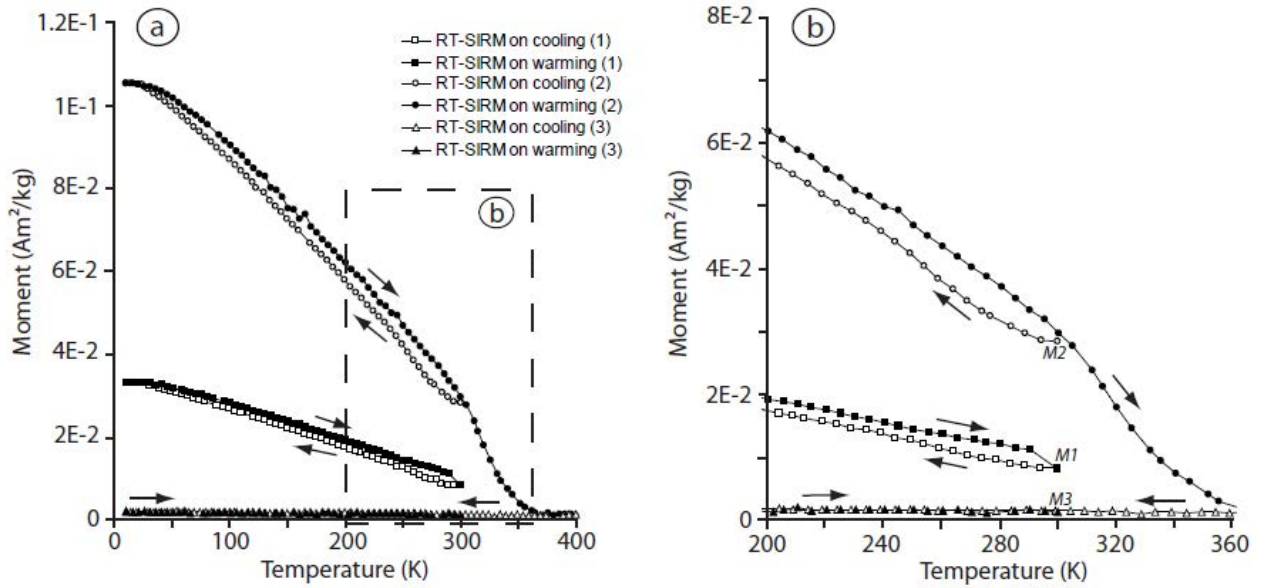 a
1.2E-1
1E-1
8E-2
6E-2
4E-2
2E-2
0
Moment (Am²/kg)
RT-SIRM on cooling (1)
RT-SIRM on warming (1)
RT-SIRM on cooling (2)
RT-SIRM on warming (2)
RT-SIRM on cooling (3)
RT-SIRM on warming (3)
b
0 100 200 300 400
Temperature (K)
b
8E-2
6E-2
4E-2
2E-2
0
Moment (Am²/kg)
M2
M1
M3
200 240 280 320 360
Temperature (K)